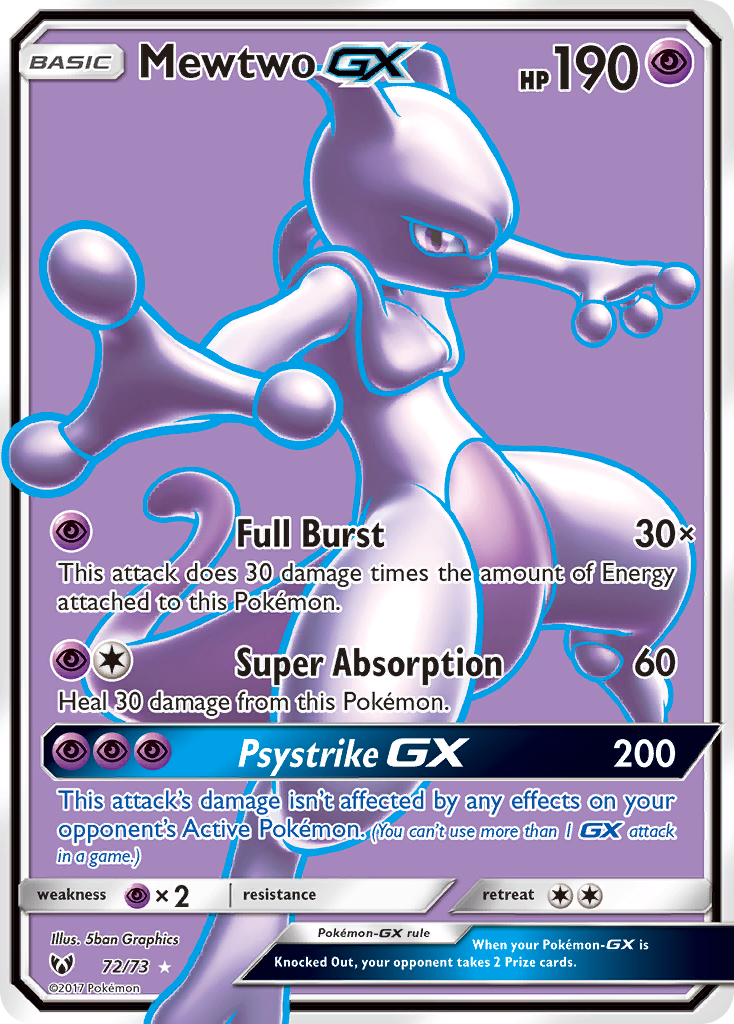 BASIC Mewtwo GX HP 190
Full Burst 30×
This attack does 30 damage times the amount of Energy
attached to this Pokémon.
Super Absorption 60
Heal 30 damage from this Pokémon.
Psystrike GX 200
This attack's damage isn't affected by any effects on your
opponent's Active Pokémon. (You can't use more than 1 GX attack
in a game.)
weakness × 2 resistance retreat
Illus. 5ban Graphics
72/73
©2017 Pokémon
Pokémon-GX rule
When your Pokémon-GX is
Knocked Out, your opponent takes 2 Prize cards.